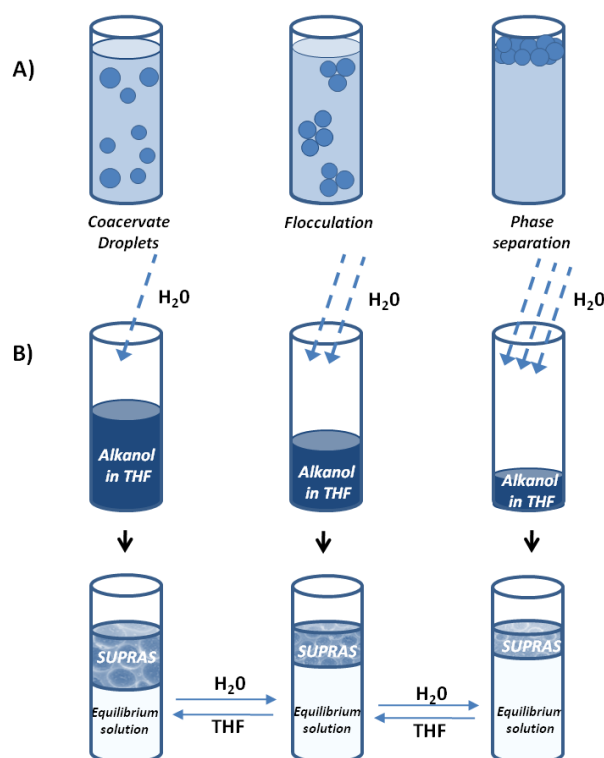 A)
Coacervate
Droplets
Flocculation
Phase
separation
H₂0
H₂0
H₂0
B)
Alkanol
in THF
Alkanol
in THF
Alkanol
in THF
SUPRAS
SUPRAS
SUPRAS
H₂0
THF
H₂0
THF
Equilibrium
solution
Equilibrium
solution
Equilibrium
solution